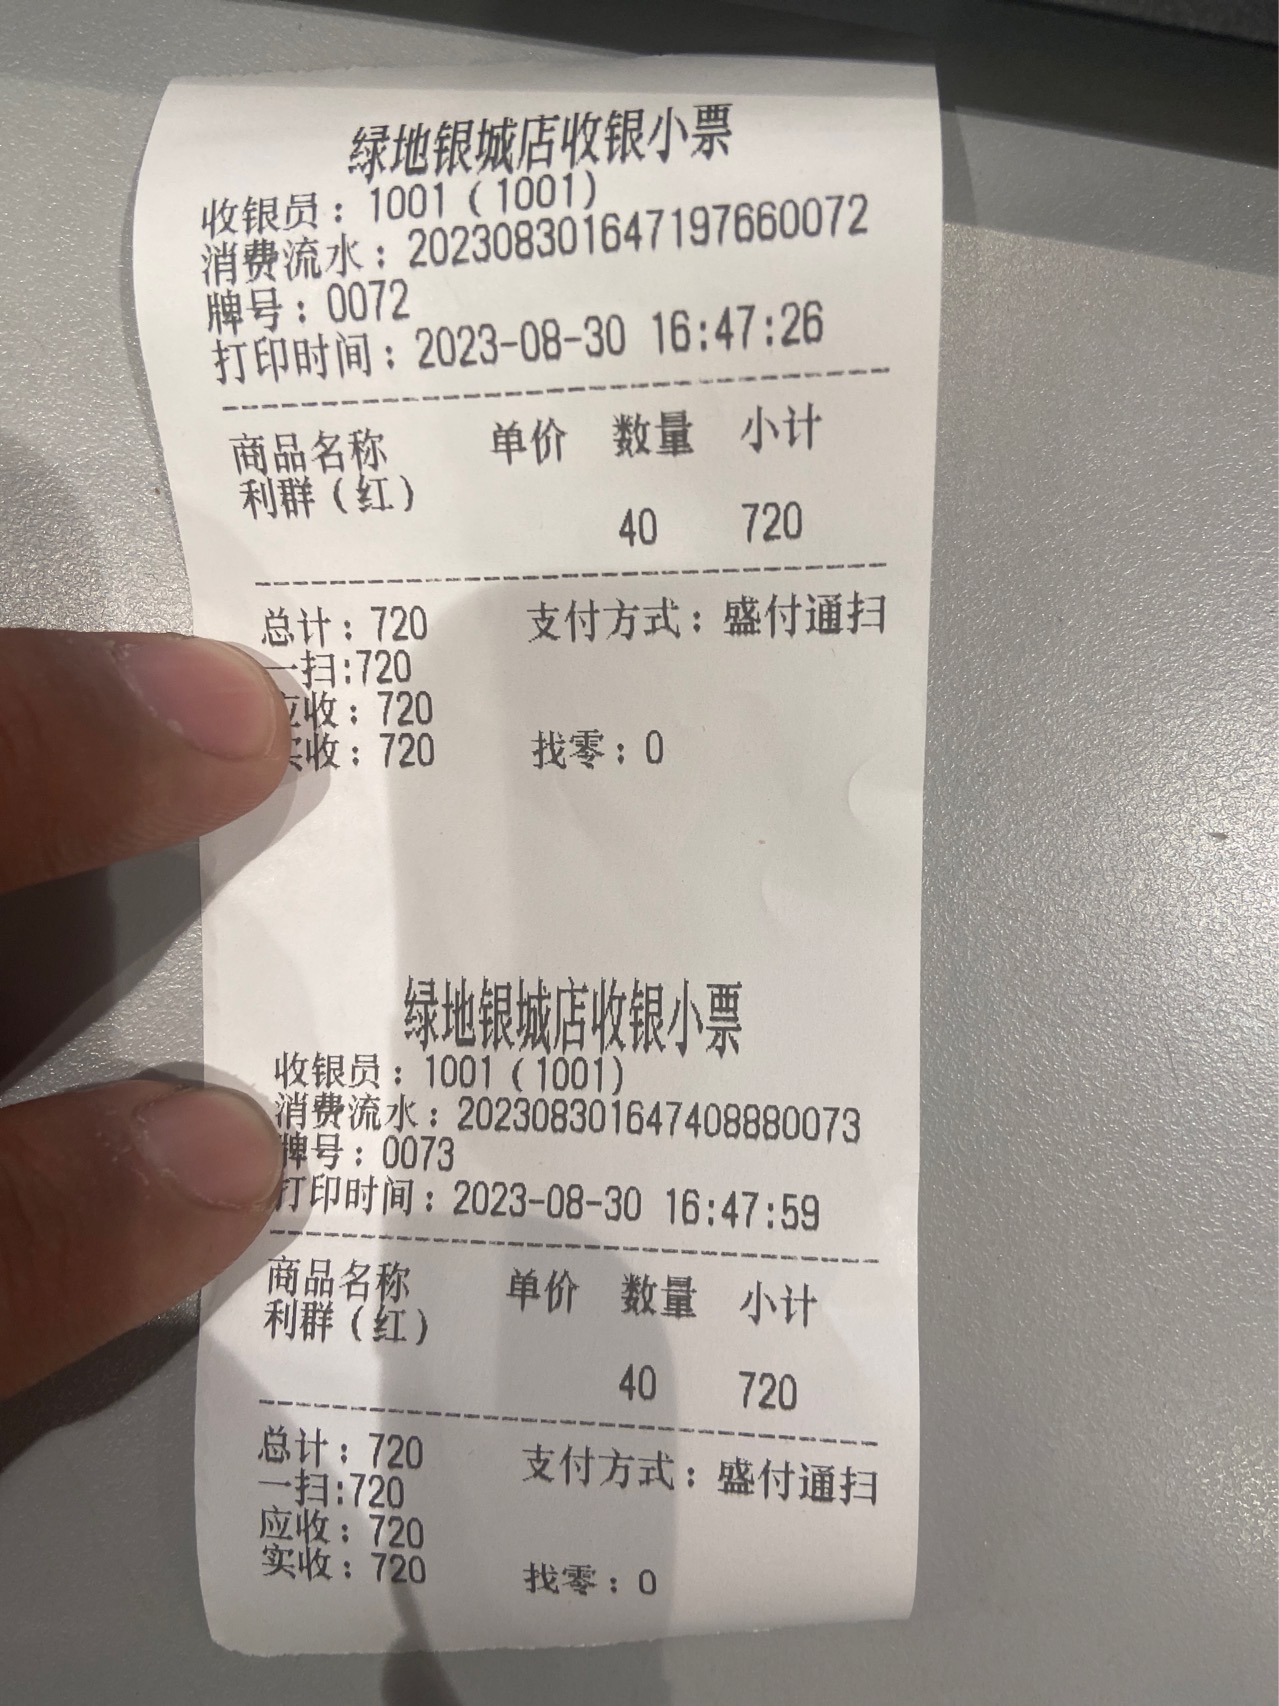 绿地银城店收银小票
收银员：1001(1001)
消费流水：202308301647197660072
牌号：0072
打印时间：2023-08-30 16:47:26
商品名称 单价 数量 小计
利群(红)
40 720
总计：720 支付方式：盛付通扫
一扫:720
应收：720
实收：720 找零：0
绿地银城店收银小票
收银员：1001(1001)
消费流水：202308301647408880073
牌号：0073
打印时间：2023-08-30 16:47:59
商品名称 单价 数量 小计
利群(红)
40 720
总计：720 支付方式：盛付通扫
一扫:720
应收：720
实收：720 找零：0